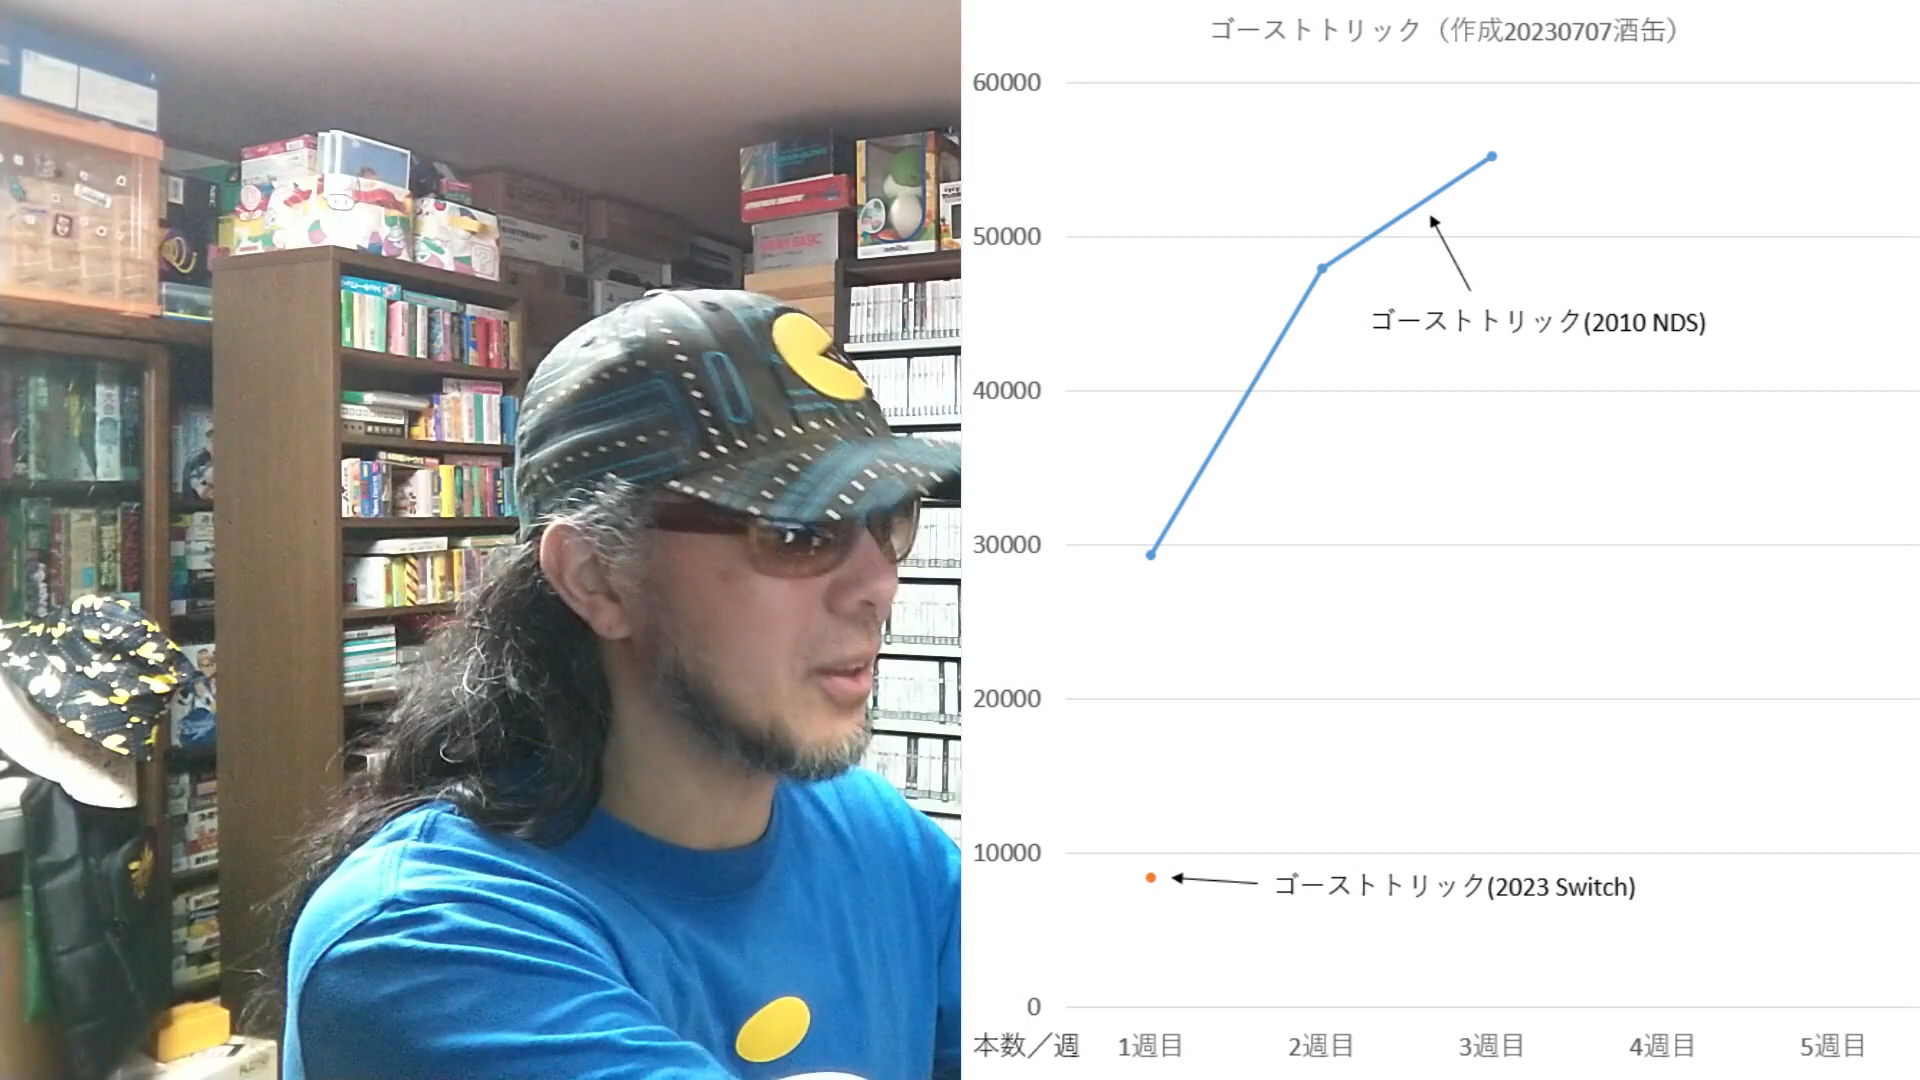 ゴーストトリック（作成20230707酒缶）
60000
50000
40000
30000
20000
10000
0
ゴーストトリック(2010 NDS)
ゴーストトリック(2023 Switch)
本数／週
1週目
2週目
3週目
4週目
5週目
NINTENDO
BASIC
amiibo